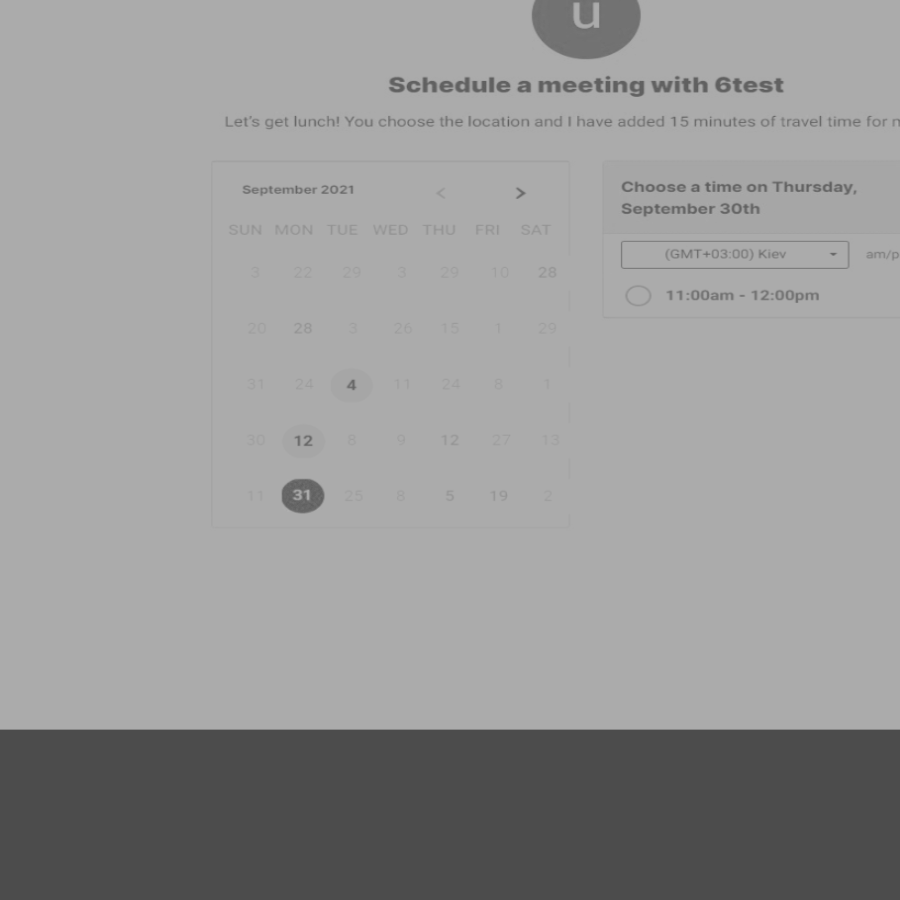 u
Schedule a meeting with 6test
Let's get lunch! You choose the location and I have added 15 minutes of travel time for
September 2021 < >
SUN MON TUE WED THU FRI SAT
3 22 29 3 29 10 28
20 28 3 26 15 1 29
31 24 4 11 24 8 1
30 12 8 9 12 27 13
11 31 25 8 5 19 2
Choose a time on Thursday,
September 30th
(GMT+03:00) Kiev am/p
11:00am - 12:00pm